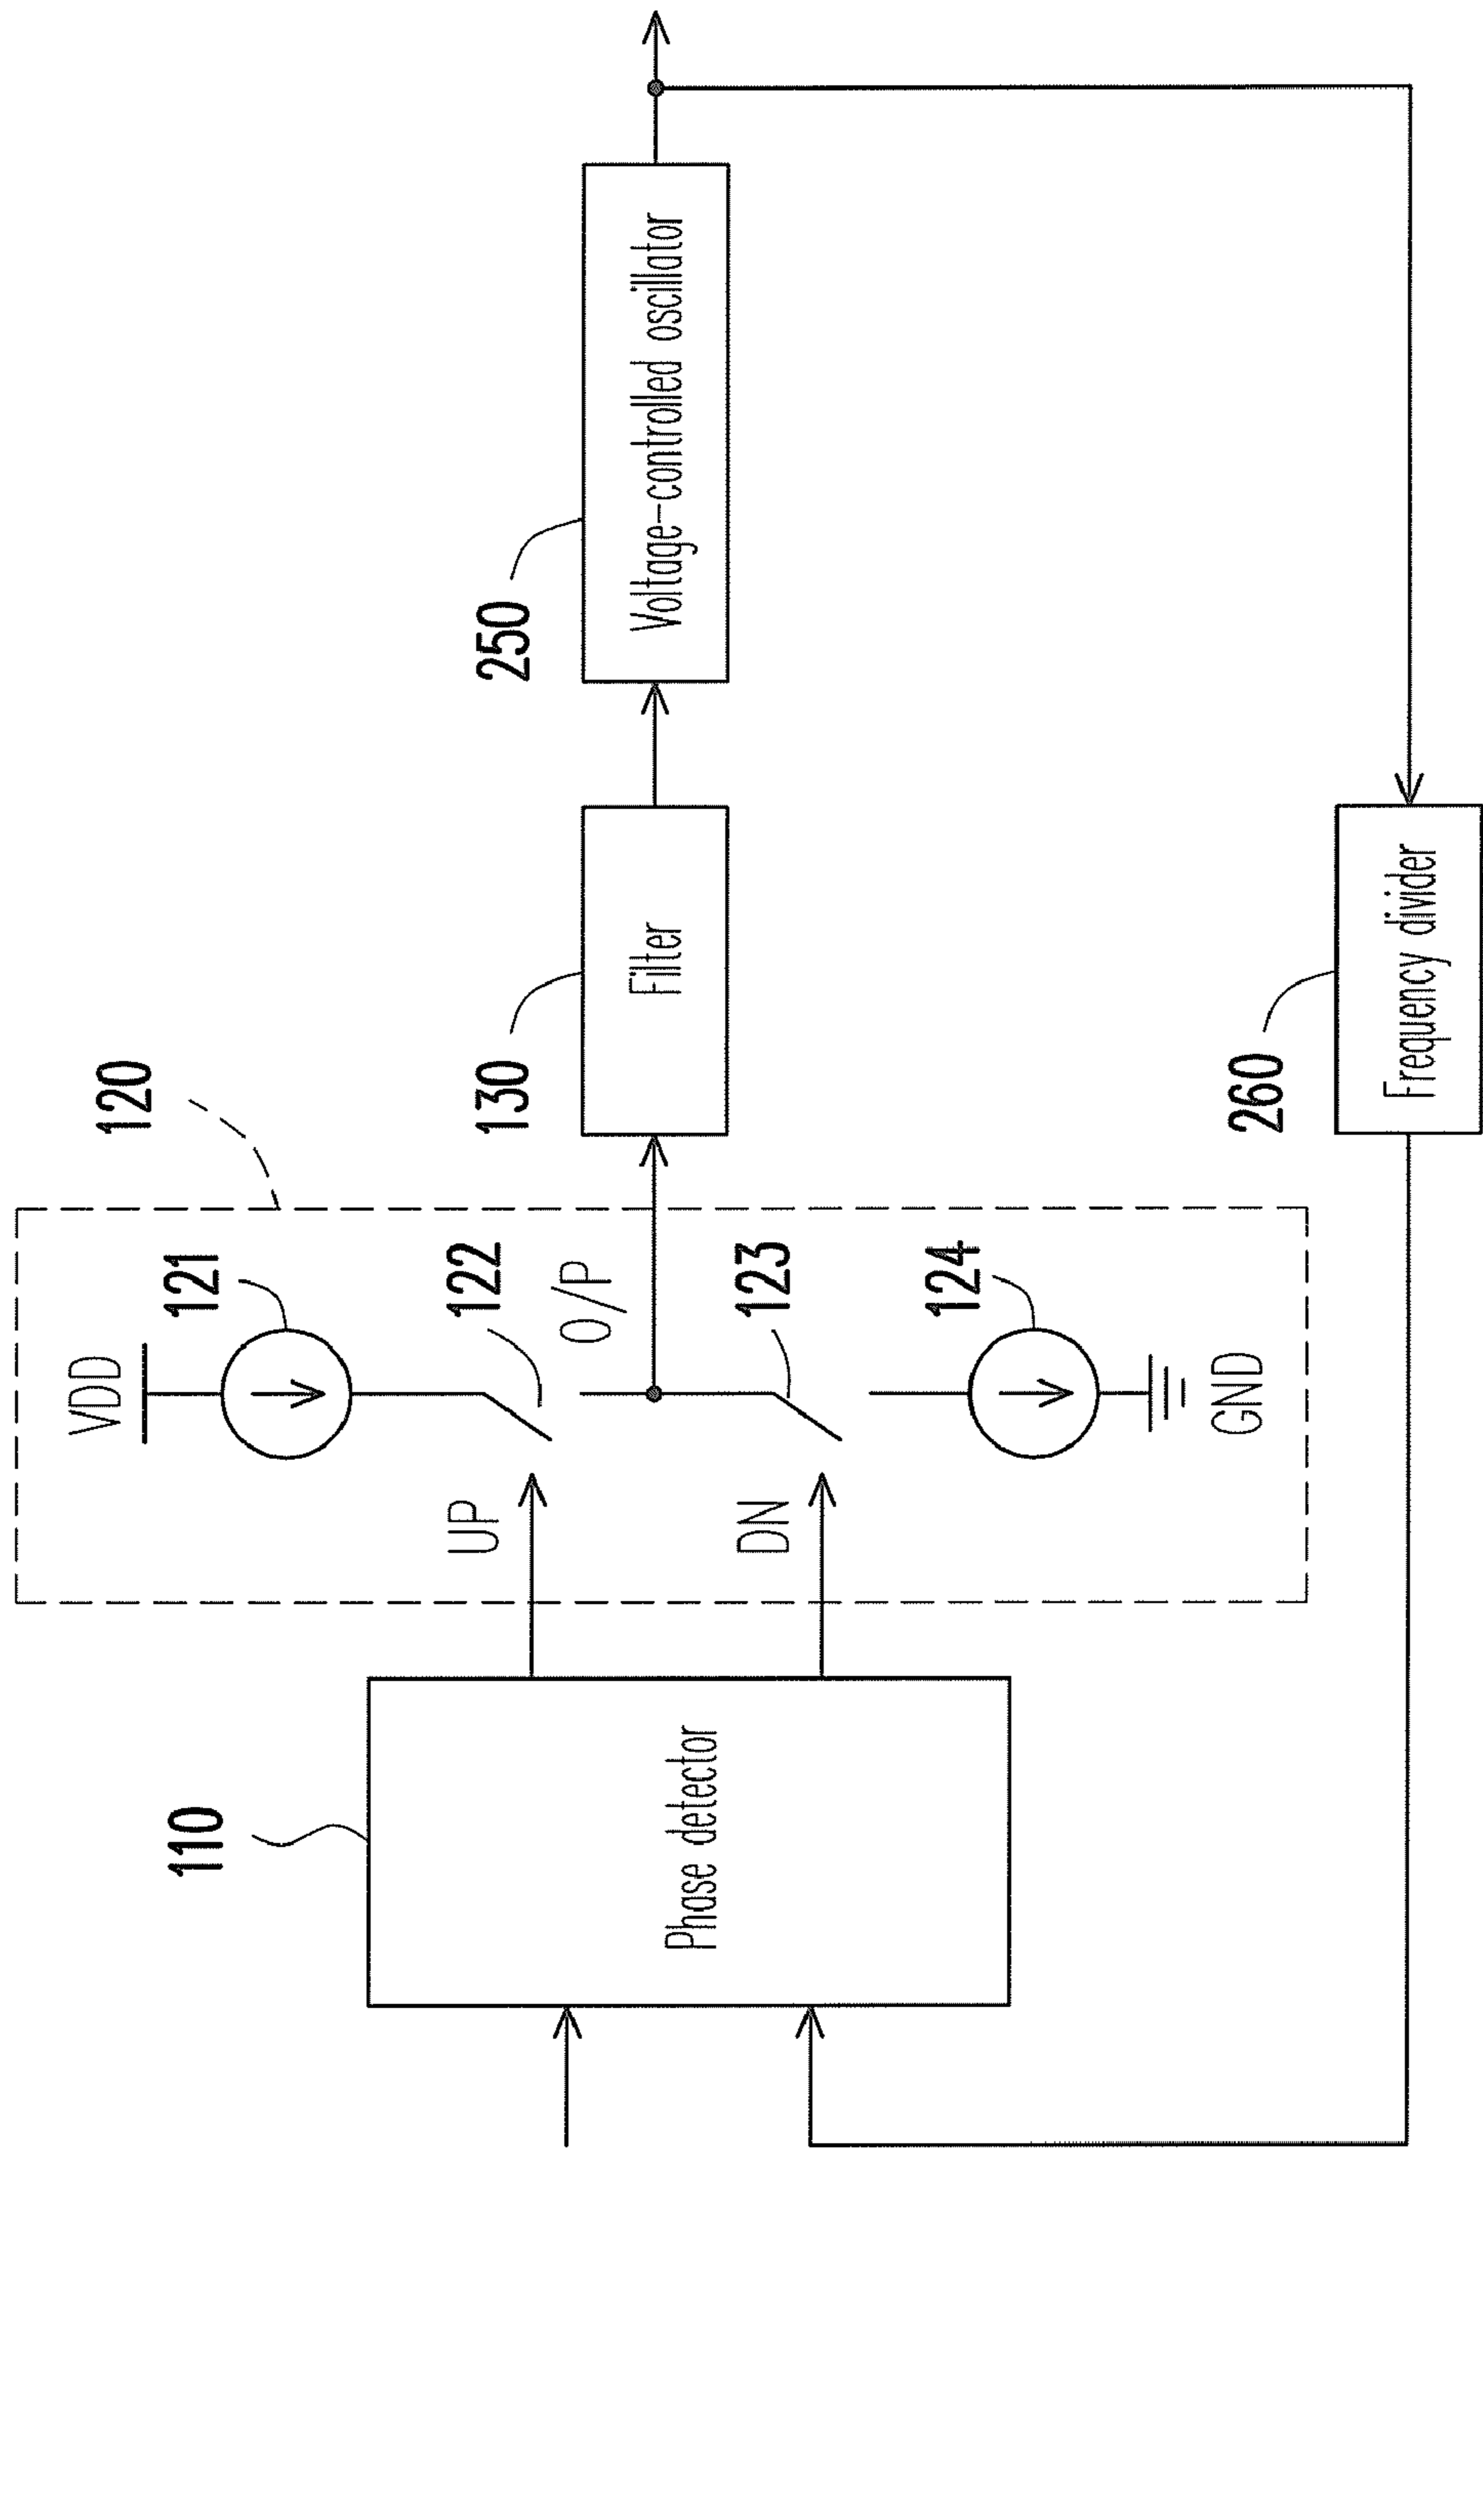 110
Phase detector
UP
DN
120
VDD
121
122
O/P
123
124
GND
130
Filter
250
Voltage-controlled oscillator
260
Frequency divider